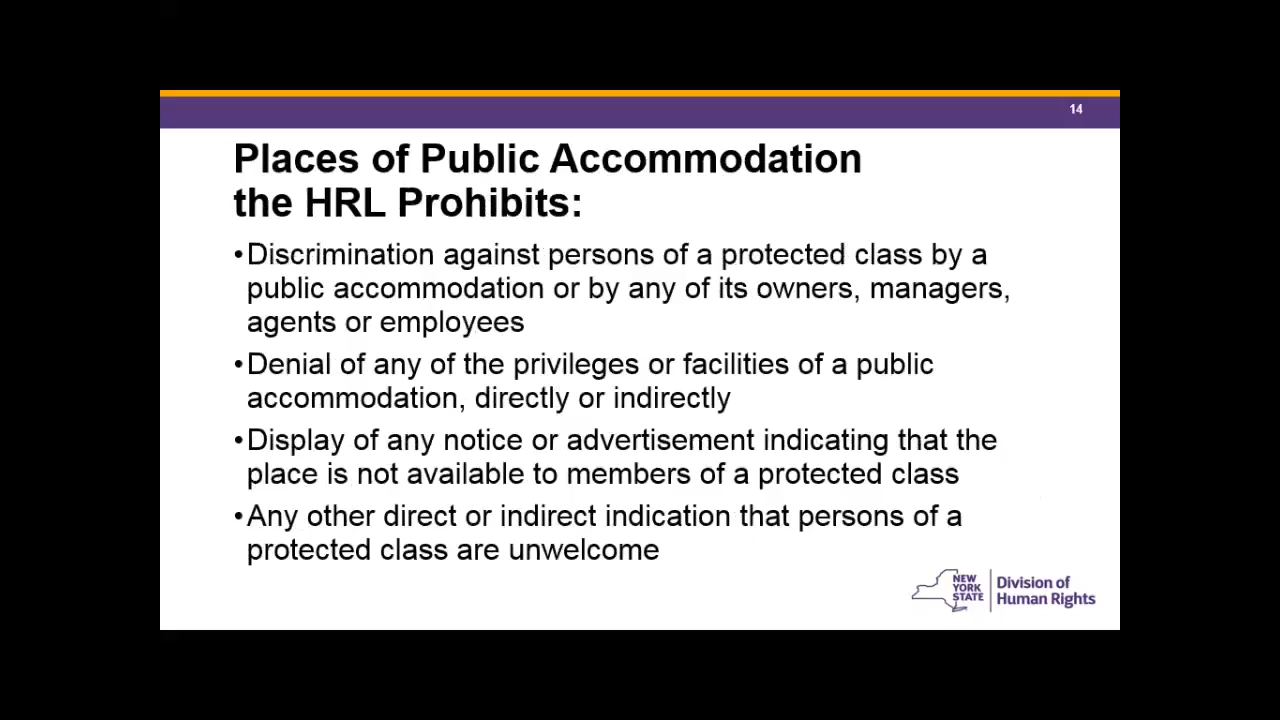 14
Places of Public Accommodation
the HRL Prohibits:
•Discrimination against persons of a protected class by a
public accommodation or by any of its owners, managers,
agents or employees
•Denial of any of the privileges or facilities of a public
accommodation, directly or indirectly
•Display of any notice or advertisement indicating that the
place is not available to members of a protected class
•Any other direct or indirect indication that persons of a
protected class are unwelcome
NEW
YORK
STATE
Division of
Human Rights